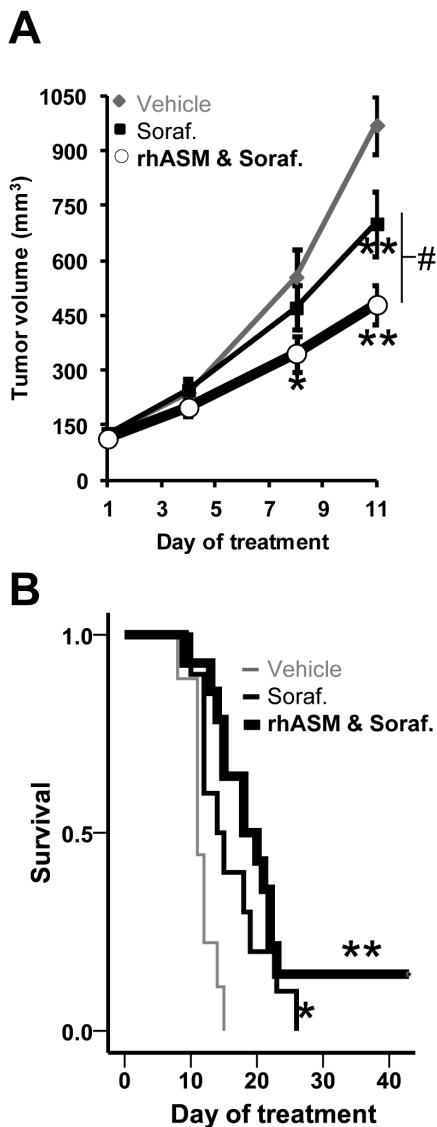 A
1050
900
750
600
450
300
150
0
Tumor volume (mm³)
Vehicle
Soraf.
rhASM & Soraf.
**
#
**
*
1 3 5 7 9 11
Day of treatment
B
1.0
0.5
0.0
Survival
Vehicle
Soraf.
rhASM & Soraf.
**
*
0 10 20 30 40
Day of treatment